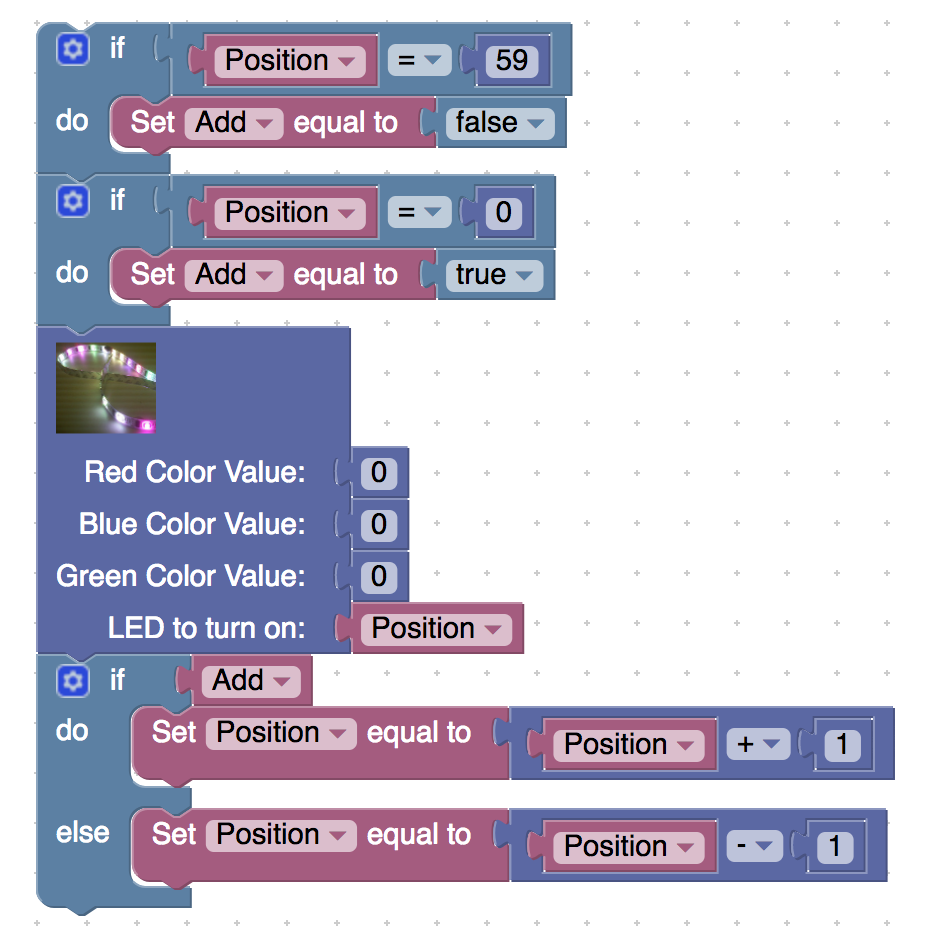 if Position = 59
do Set Add equal to false
if Position = 0
do Set Add equal to true
Red Color Value: 0
Blue Color Value: 0
Green Color Value: 0
LED to turn on: Position
if Add
do Set Position equal to Position + 1
else Set Position equal to Position - 1